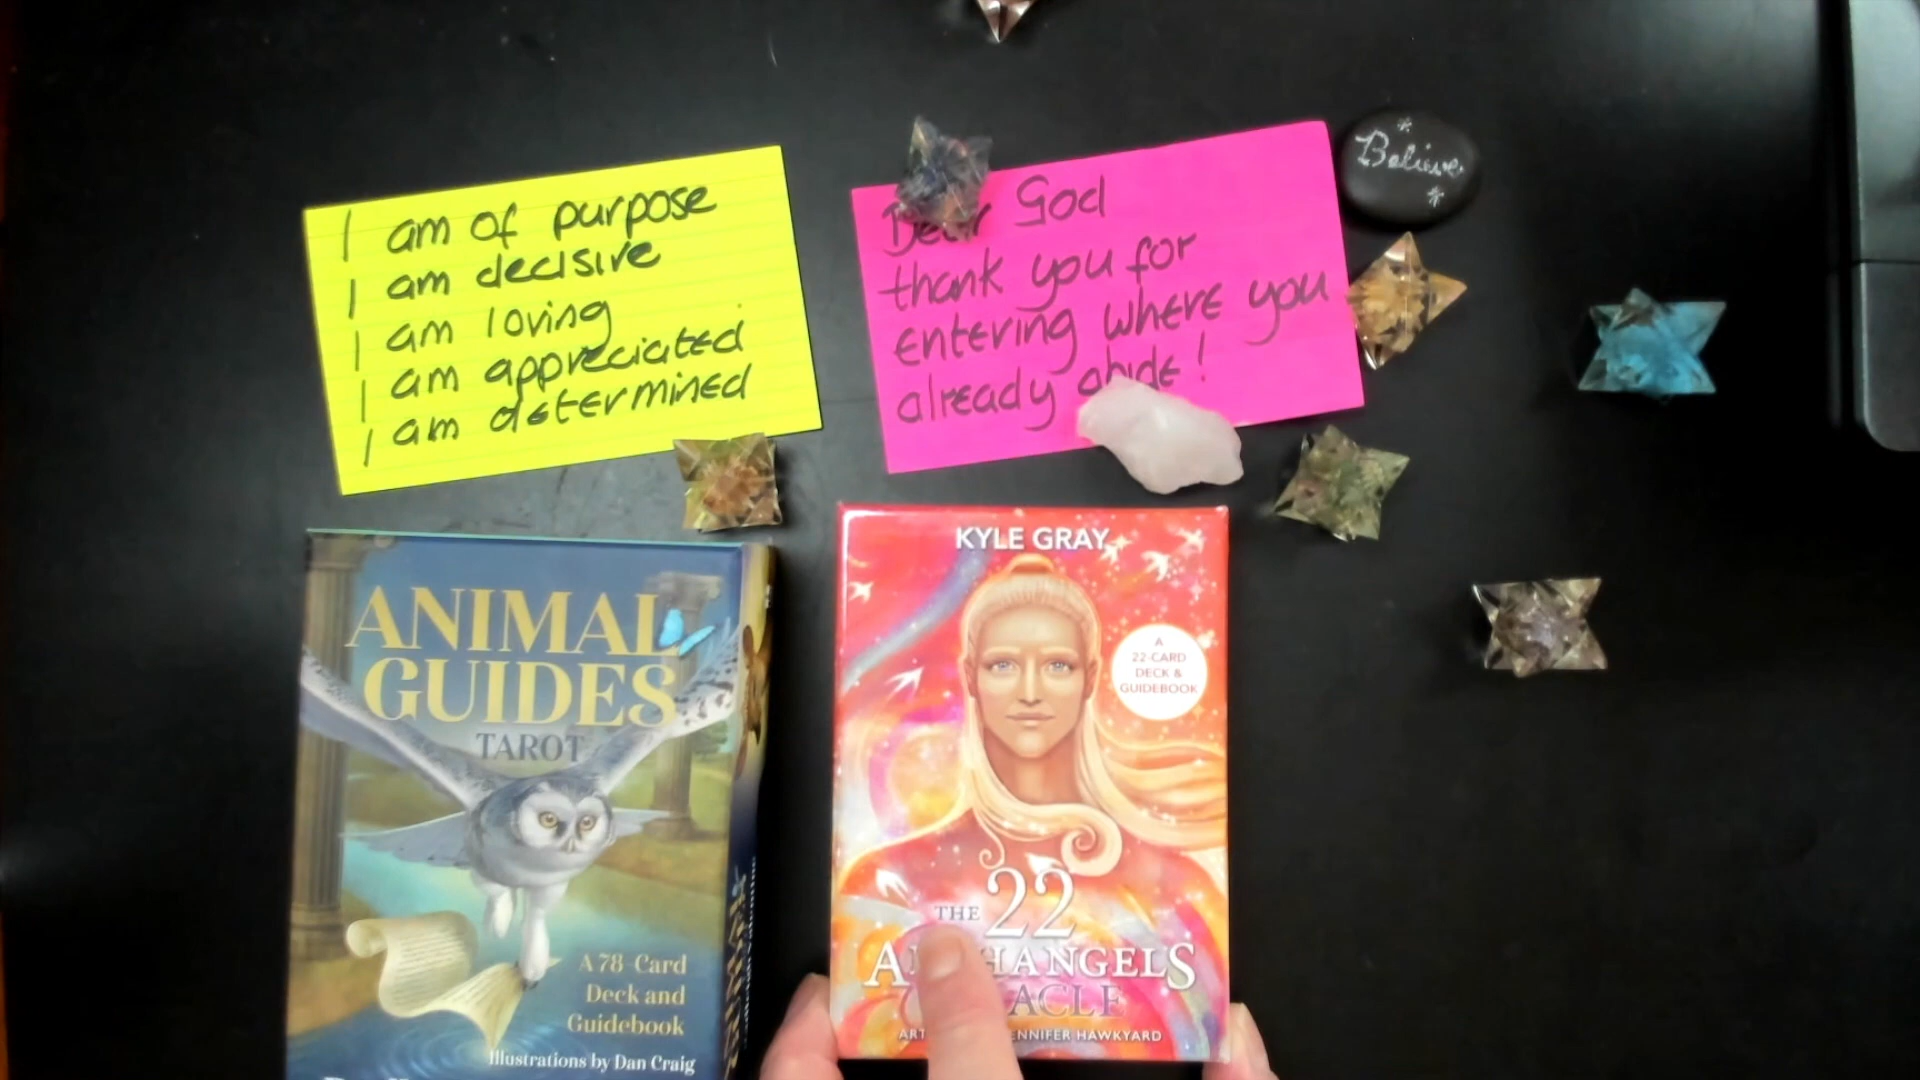 I am of purpose
I am decisive
I am loving
I am appreciated
I am determined
Dear God
thank you for
entering where you
already abide!
*
Believe
*
ANIMAL
GUIDES
TAROT
A 78-Card
Deck and
Guidebook
Illustrations by Dan Craig
KYLE GRAY
A
22-CARD
DECK &
GUIDEBOOK
THE 22
ARCHANGELS
ORACLE
JENNIFER HAWKYARD